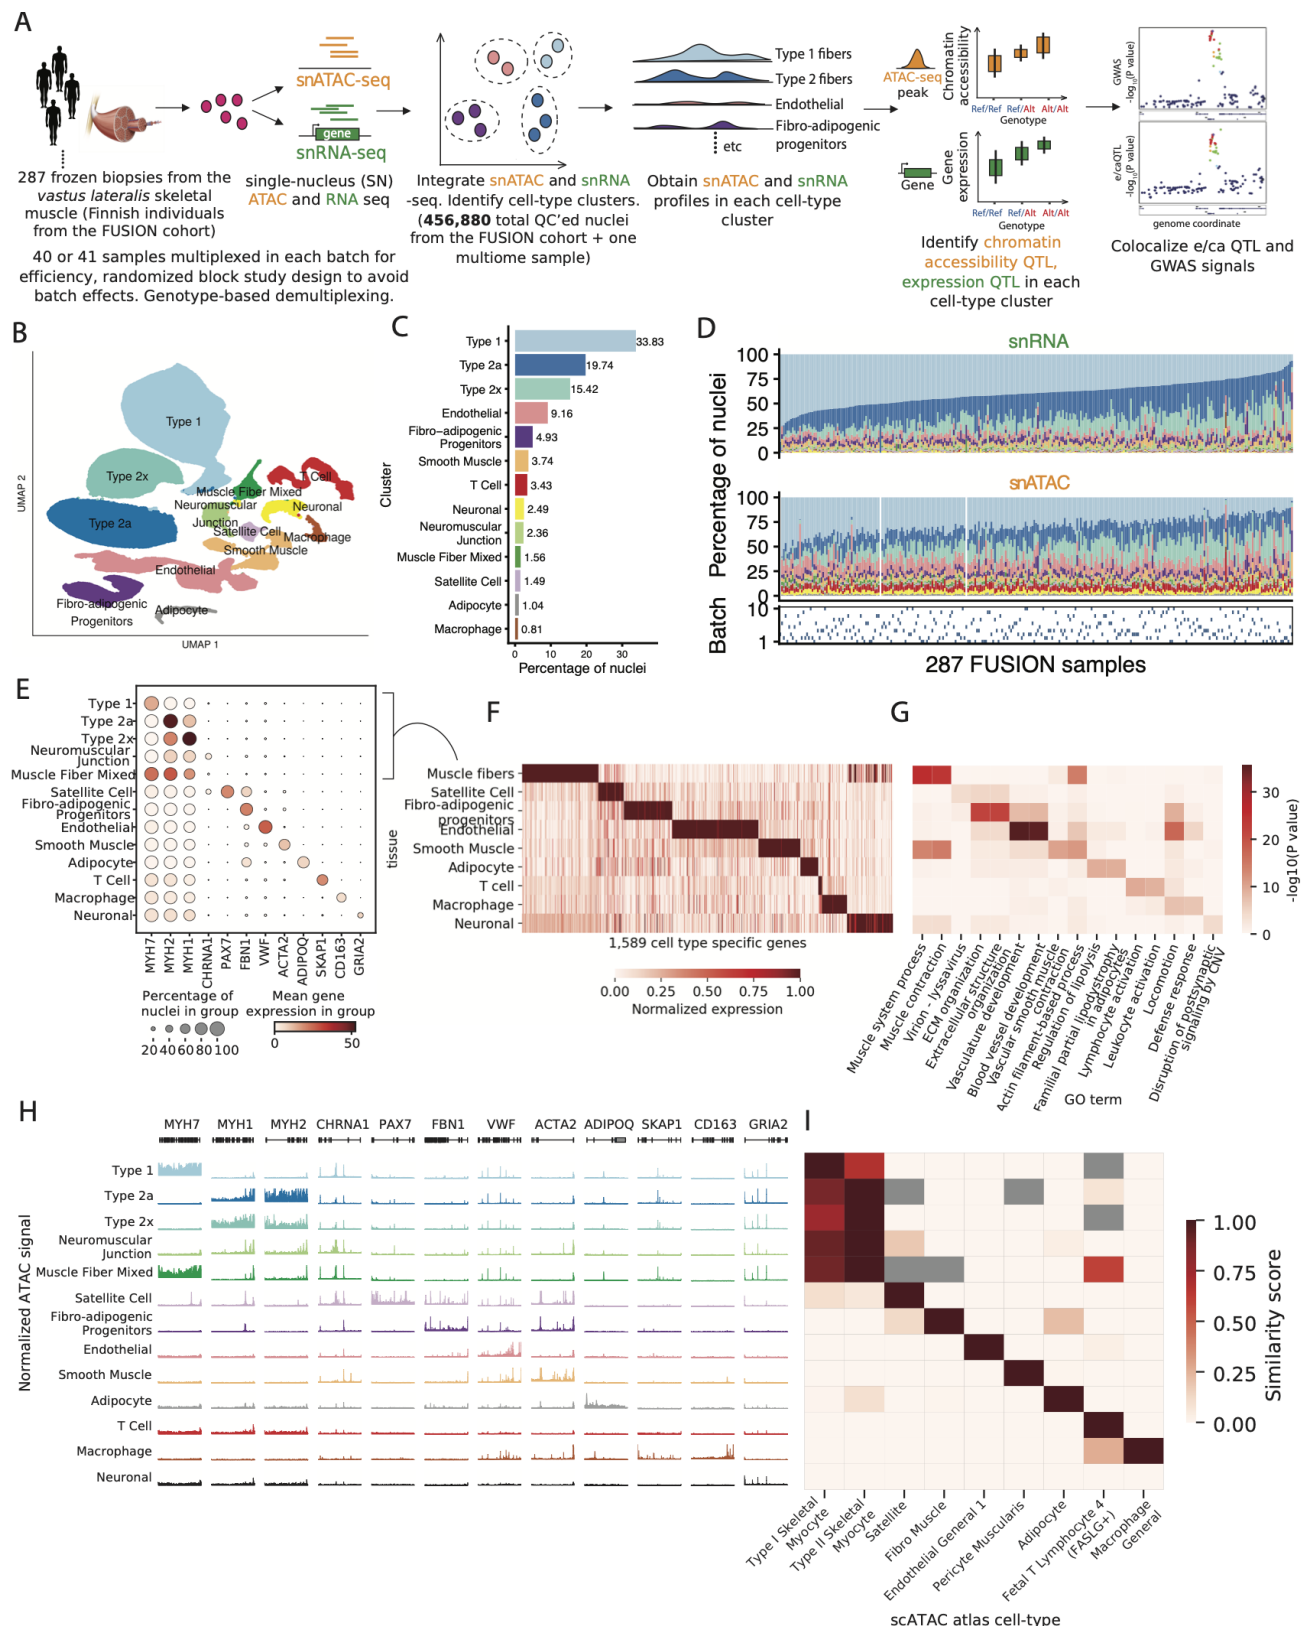 A
snATAC-seq
gene
snRNA-seq
287 frozen biopsies from the
vastus lateralis skeletal
muscle (Finnish individuals
from the FUSION cohort)
single-nucleus (SN)
ATAC and RNA seq
40 or 41 samples multiplexed in each batch for
efficiency, randomized block study design to avoid
batch effects. Genotype-based demultiplexing.
Integrate snATAC and snRNA
-seq. Identify cell-type clusters.
(456,880 total QC'ed nuclei
from the FUSION cohort + one
multiome sample)
Type 1 fibers
Type 2 fibers
Endothelial
Fibro-adipogenic
progenitors
etc
Obtain snATAC and snRNA
profiles in each cell-type
cluster
ATAC-seq
peak
Chromatin
accessibility
Ref/Ref Ref/Alt Alt/Alt
Genotype
Gene
Gene
expression
Ref/Ref Ref/Alt Alt/Alt
Genotype
Identify chromatin
accessibility QTL,
expression QTL in each
cell-type cluster
GWAS
-log10(P value)
e/caQTL
-log10(P value)
genome coordinate
Colocalize e/ca QTL and
GWAS signals
B
UMAP 2
Type 1
Type 2x
Type 2a
Muscle Fiber Mixed
T Cell
Neuromuscular
Junction
Neuronal
Satellite Cell
Macrophage
Smooth Muscle
Endothelial
Fibro-adipogenic
Progenitors
Adipocyte
UMAP 1
C
Cluster
Type 1 33.83
Type 2a 19.74
Type 2x 15.42
Endothelial 9.16
Fibro-adipogenic
Progenitors 4.93
Smooth Muscle 3.74
T Cell 3.43
Neuronal 2.49
Neuromuscular
Junction 2.36
Muscle Fiber Mixed 1.56
Satellite Cell 1.49
Adipocyte 1.04
Macrophage 0.81
0 10 20 30
Percentage of nuclei
D
snRNA
100
75
50
25
0
snATAC
100
75
50
25
0
Percentage of nuclei
Batch
10
1
287 FUSION samples
E
Type 1
Type 2a
Type 2x
Neuromuscular
Junction
Muscle Fiber Mixed
Satellite Cell
Fibro-adipogenic
Progenitors
Endothelial
Smooth Muscle
Adipocyte
T Cell
Macrophage
Neuronal
MYH7
MYH2
MYH1
CHRNA1
PAX7
FBN1
VWF
ACTA2
ADIPOQ
SKAP1
CD163
GRIA2
Percentage of
nuclei in group
20 40 60 80 100
Mean gene
expression in group
0 50
tissue
F
Muscle fibers
Satellite Cell
Fibro-adipogenic
progenitors
Endothelial
Smooth Muscle
Adipocyte
T cell
Macrophage
Neuronal
1,589 cell type specific genes
0.00 0.25 0.50 0.75 1.00
Normalized expression
G
30
20
10
0
-log10(P value)
Muscle system process
Muscle contraction
Virion - lyssavirus
ECM organization
Extracellular structure
organization
Vasculature development
Blood vessel development
Vascular smooth muscle
contraction
Actin filament-based process
Regulation of lipolysis
in adipocytes
Familial partial lipodystrophy
Lymphocyte activation
Leukocyte activation
Locomotion
Defense response
Disruption of postsynaptic
signaling by CNV
GO term
H
MYH7 MYH1 MYH2 CHRNA1 PAX7 FBN1 VWF ACTA2 ADIPOQ SKAP1 CD163 GRIA2
Normalized ATAC signal
Type 1
Type 2a
Type 2x
Neuromuscular
Junction
Muscle Fiber Mixed
Satellite Cell
Fibro-adipogenic
Progenitors
Endothelial
Smooth Muscle
Adipocyte
T Cell
Macrophage
Neuronal
I
1.00
0.75
0.50
0.25
0.00
Similarity score
Type I Skeletal
Myocyte
Type II Skeletal
Myocyte
Satellite
Fibro Muscle
Endothelial General 1
Pericyte Muscularis
Adipocyte
Fetal T Lymphocyte 4
(FASLG+)
Macrophage
General
scATAC atlas cell-type